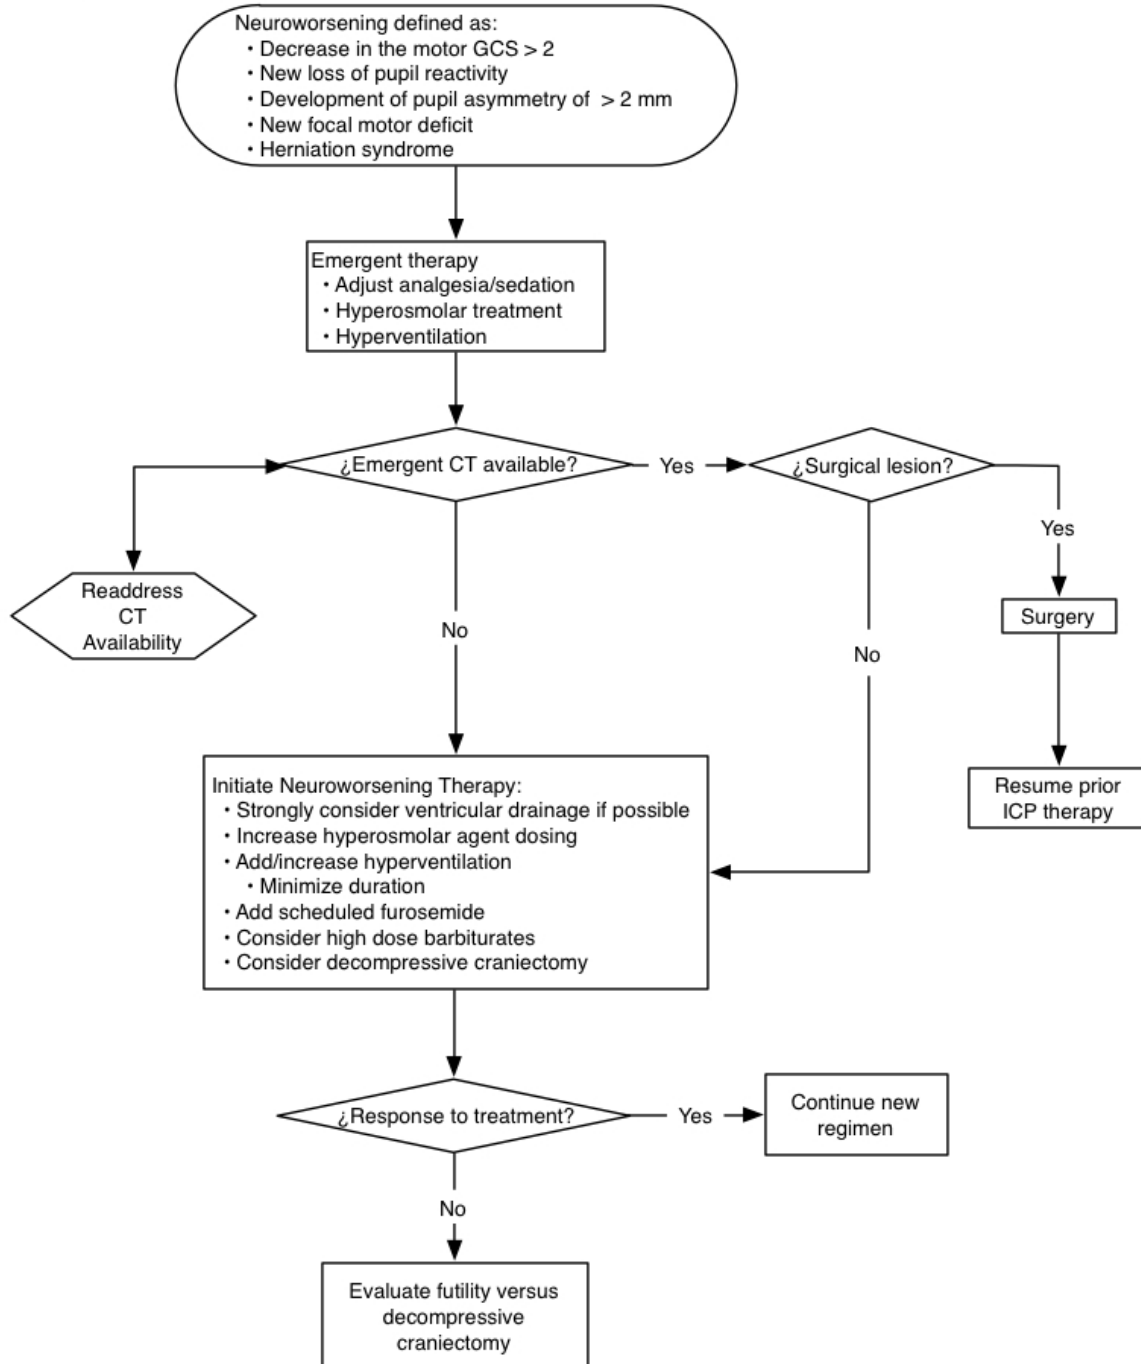 Neuroworsening defined as:
• Decrease in the motor GCS > 2
• New loss of pupil reactivity
• Development of pupil asymmetry of > 2 mm
• New focal motor deficit
• Herniation syndrome
Emergent therapy
• Adjust analgesia/sedation
• Hyperosmolar treatment
• Hyperventilation
¿Emergent CT available?
Yes
¿Surgical lesion?
Yes
Readdress
CT
Availability
No
No
Surgery
Initiate Neuroworsening Therapy:
• Strongly consider ventricular drainage if possible
• Increase hyperosmolar agent dosing
• Add/increase hyperventilation
• Minimize duration
• Add scheduled furosemide
• Consider high dose barbiturates
• Consider decompressive craniectomy
Resume prior
ICP therapy
¿Response to treatment?
Yes
Continue new
regimen
No
Evaluate futility versus
decompressive
craniectomy